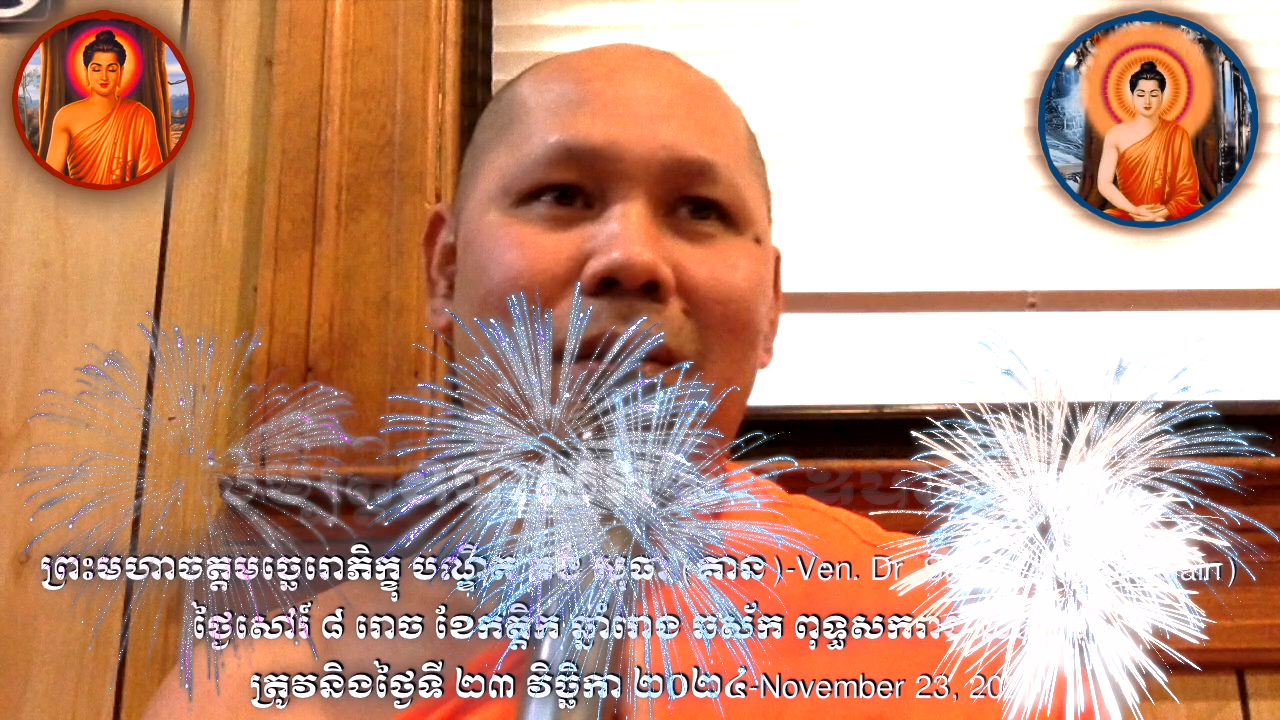 ព្រះមហាចត្តមច្ឆេរោភិក្ខុ បណ្ឌិត គាន)-Ven. Dr
ថ្ងៃសៅរ៍ ៨ រោច ខែកត្តិក ឆ្នាំរោង ឆស័ក ពុទ្ធសករាជ
ត្រូវនិងថ្ងៃទី ២៣ វិច្ឆិកា ២០២៤-November 23,